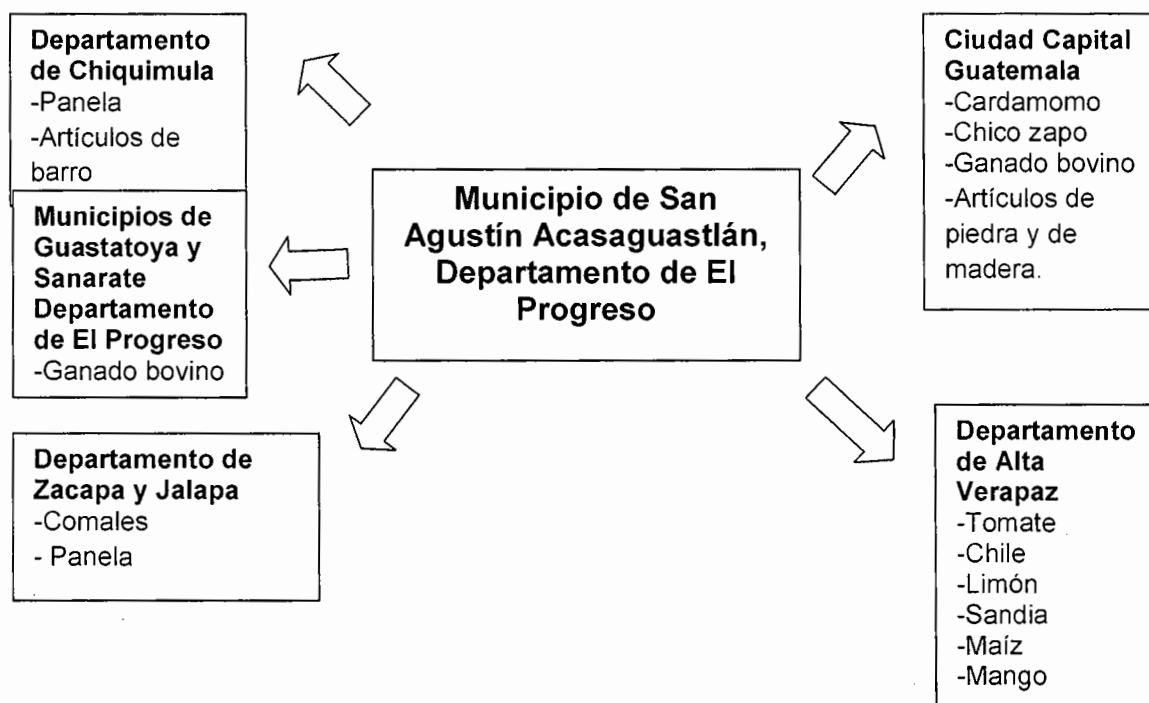 Departamento
de Chiquimula
-Panela
-Artículos de
barro
Municipios de
Guastatoya y
Sanarate
Departamento
de El Progreso
-Ganado bovino
Departamento de
Zacapa y Jalapa
-Comales
- Panela
Municipio de San
Agustín Acasaguastlán,
Departamento de El
Progreso
Ciudad Capital
Guatemala
-Cardamomo
-Chico zapo
-Ganado bovino
-Artículos de
piedra y de
madera.
Departamento
de Alta
Verapaz
-Tomate
-Chile
-Limón
-Sandia
-Maíz
-Mango